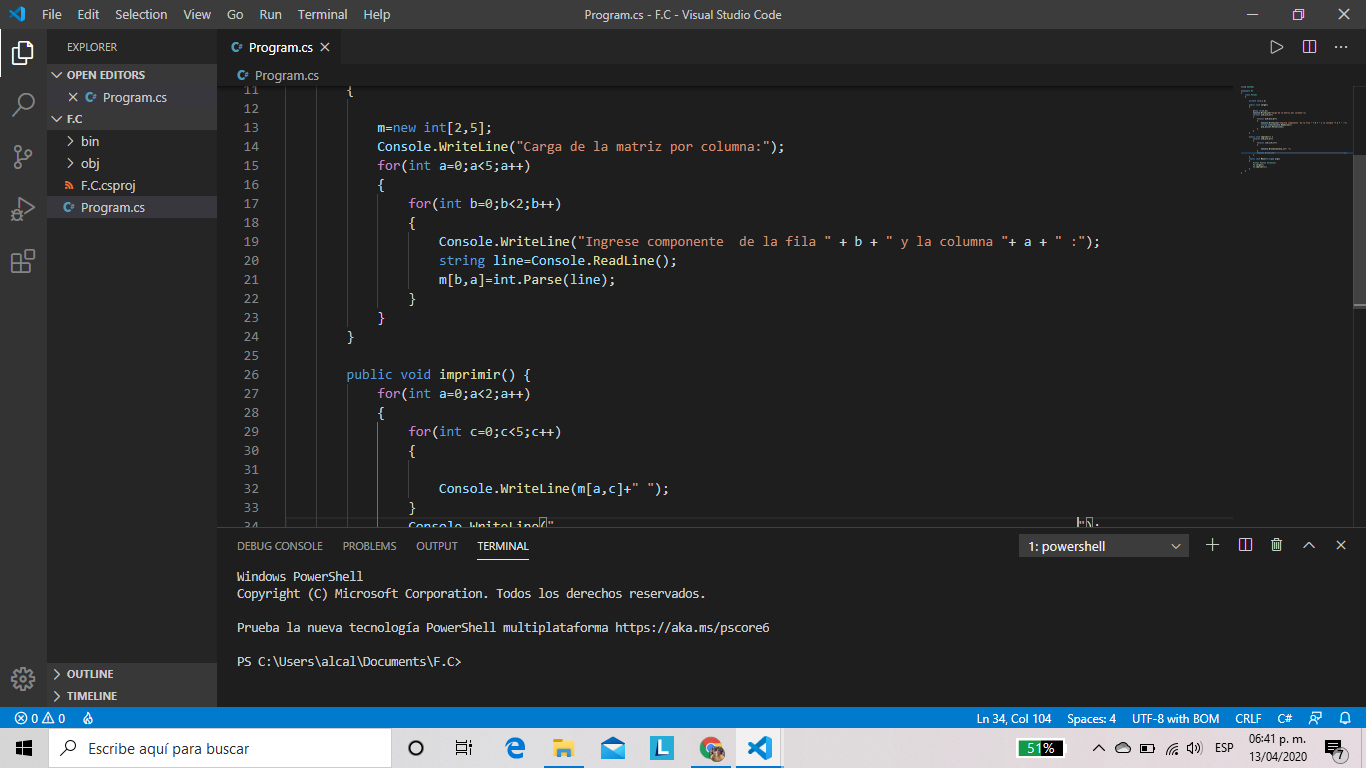 File Edit Selection View Go Run Terminal Help
Program.cs - F.C - Visual Studio Code
EXPLORER
OPEN EDITORS
Program.cs
F.C
bin
obj
F.C.csproj
Program.cs
OUTLINE
TIMELINE
Program.cs
Program.cs
11 {
12
13 m=new int[2,5];
14 Console.WriteLine("Carga de la matriz por columna:");
15 for(int a=0;a<5;a++)
16 {
17 for(int b=0;b<2;b++)
18 {
19 Console.WriteLine("Ingrese componente  de la fila " + b + " y la columna "+ a + " :");
20 string line=Console.ReadLine();
21 m[b,a]=int.Parse(line);
22 }
23 }
24 }
25
26 public void imprimir() {
27 for(int a=0;a<2;a++)
28 {
29 for(int c=0;c<5;c++)
30 {
31
32 Console.WriteLine(m[a,c]+" ");
33 }
34 Console.WriteLine(" ");
DEBUG CONSOLE PROBLEMS OUTPUT TERMINAL
1: powershell
Windows PowerShell
Copyright (C) Microsoft Corporation. Todos los derechos reservados.
Prueba la nueva tecnología PowerShell multiplataforma https://aka.ms/pscore6
PS C:\Users\alcal\Documents\F.C>
0 0
Ln 34, Col 104 Spaces: 4 UTF-8 with BOM CRLF C#
Escribe aquí para buscar
51%
ESP
06:41 p. m.
13/04/2020
7